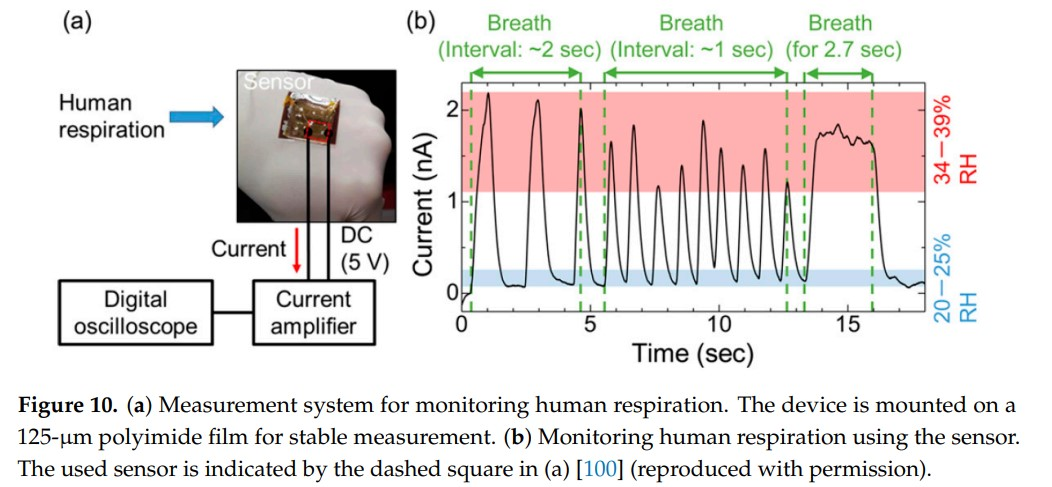 (a)
Sensor
Human
respiration
Current
DC
(5 V)
Digital
oscilloscope
Current
amplifier
(b)
Breath
(Interval: ~2 sec)
Breath
(Interval: ~1 sec)
Breath
(for 2.7 sec)
Current (nA)
2
1
0
0
5
10
15
Time (sec)
34−39%
RH
20−25%
RH
Figure 10. (a) Measurement system for monitoring human respiration. The device is mounted on a
125-μm polyimide film for stable measurement. (b) Monitoring human respiration using the sensor.
The used sensor is indicated by the dashed square in (a) [100] (reproduced with permission).